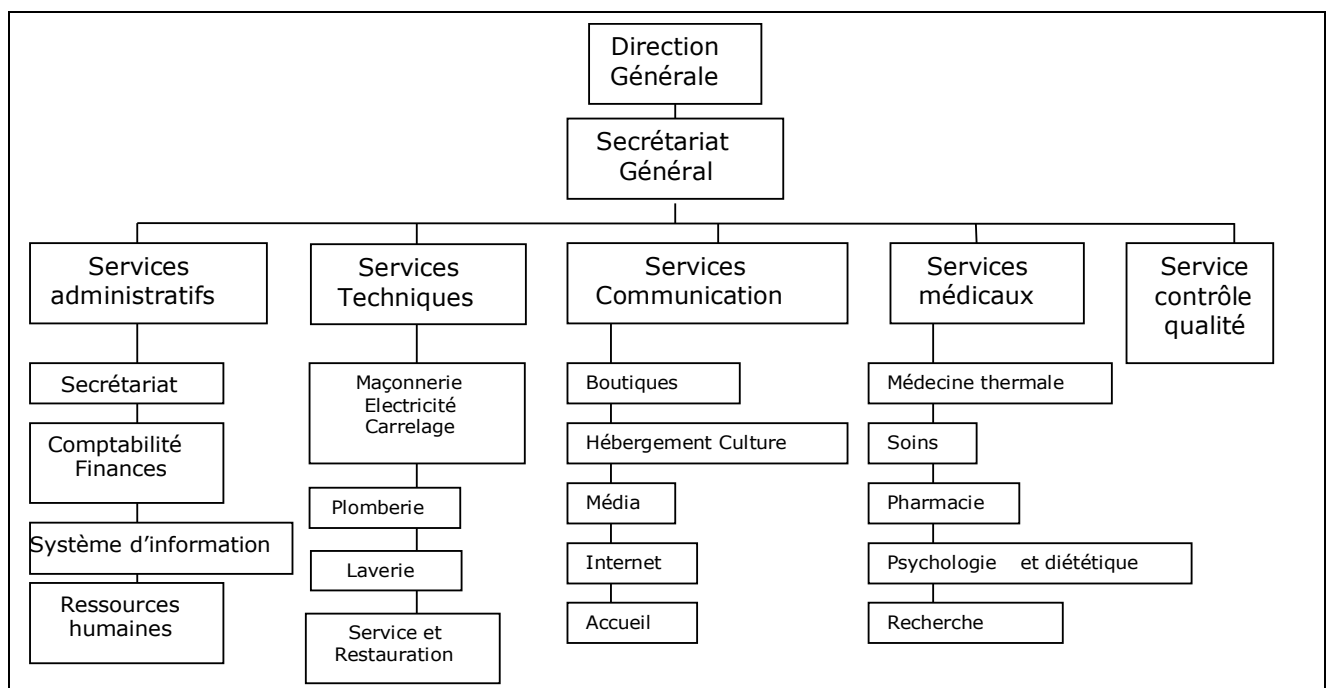 Direction
Générale
Secrétariat
Général
Services
administratifs
Services
Techniques
Services
Communication
Services
médicaux
Service
contrôle
qualité
Secrétariat
Comptabilité
Finances
Système d'information
Ressources
humaines
Maçonnerie
Electricité
Carrelage
Plomberie
Laverie
Service et
Restauration
Boutiques
Hébergement Culture
Média
Internet
Accueil
Médecine thermale
Soins
Pharmacie
Psychologie et diététique
Recherche